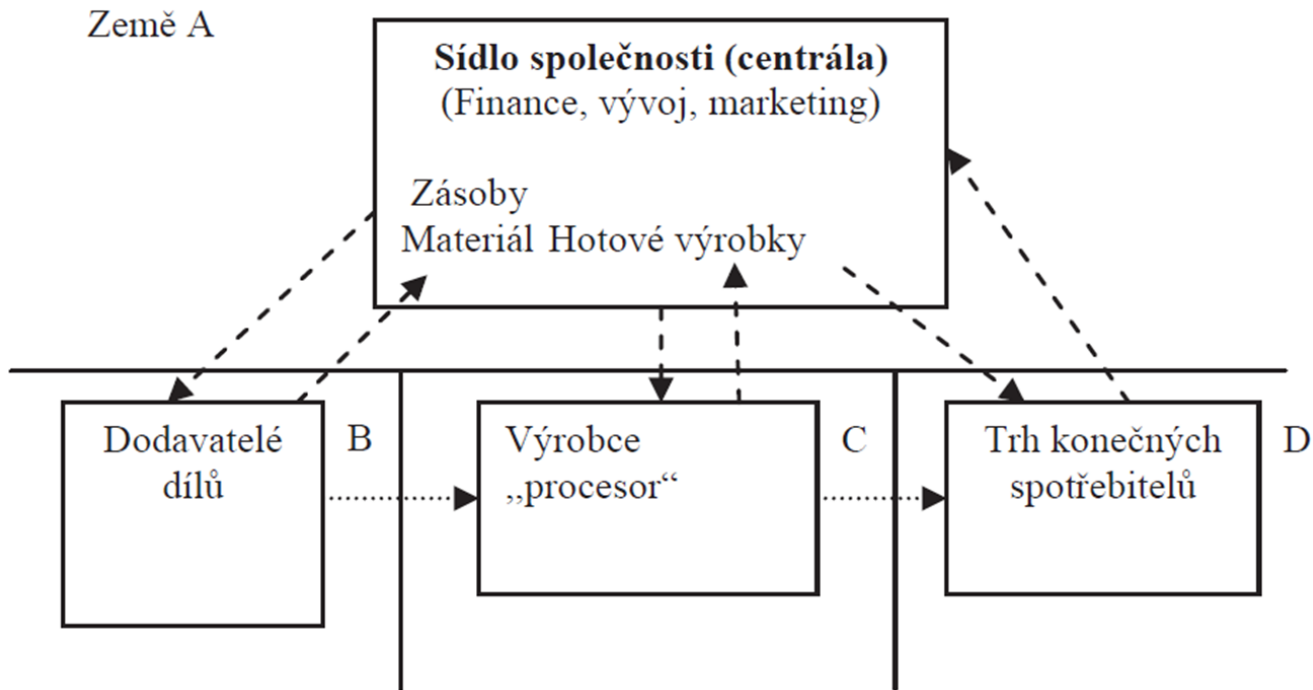 Země A
Sídlo společnosti (centrála)
(Finance, vývoj, marketing)
Zásoby
Materiál Hotové výrobky
Dodavatelé
dílů
B
Výrobce
„procesor“
C
Trh konečných
spotřebitelů
D